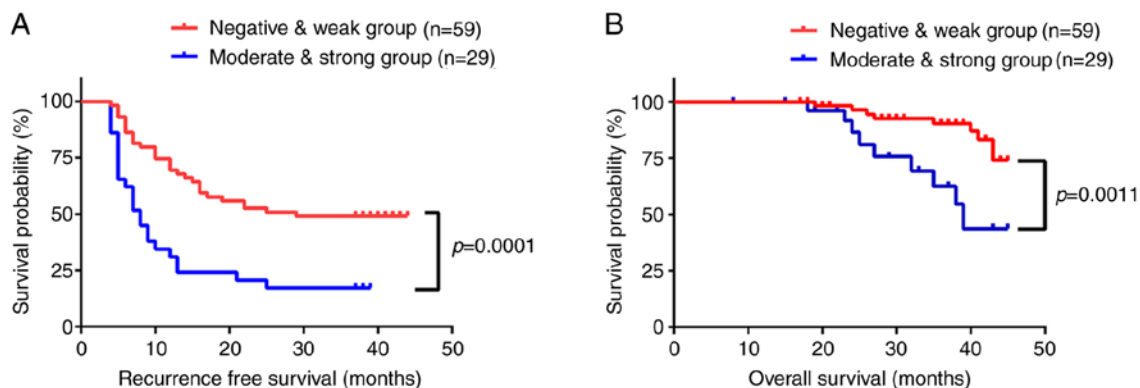 A
Negative & weak group (n=59)
Moderate & strong group (n=29)
Survival probability (%)
100
75
50
25
0
0 10 20 30 40 50
Recurrence free survival (months)
p=0.0001
B
Negative & weak group (n=59)
Moderate & strong group (n=29)
Survival probability (%)
100
75
50
25
0
0 10 20 30 40 50
Overall survival (months)
p=0.0011